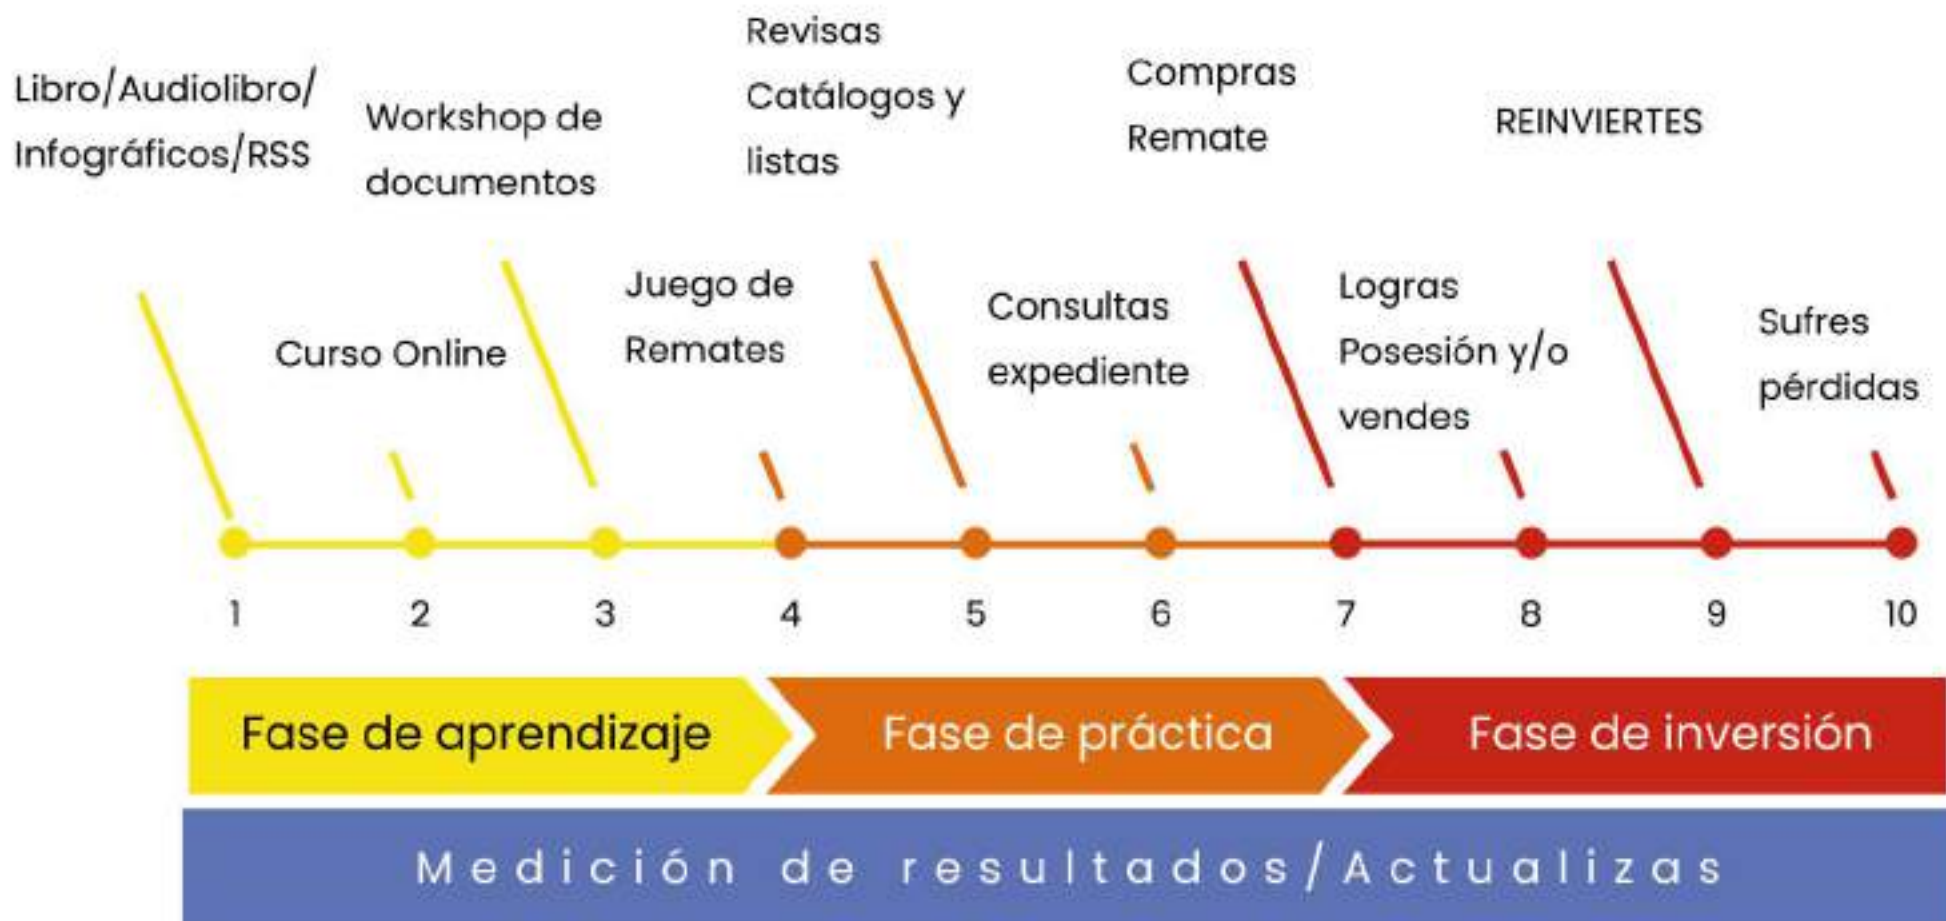 Libro/Audiolibro/
Infográficos/RSS
Curso Online
Workshop de
documentos
Juego de
Remates
Revisas
Catálogos y
listas
Consultas
expediente
Compras
Remate
Logras
Posesión y/o
vendes
REINVIERTES
Sufres
pérdidas
1 2 3 4 5 6 7 8 9 10
Fase de aprendizaje
Fase de práctica
Fase de inversión
Medición de resultados/Actualizas